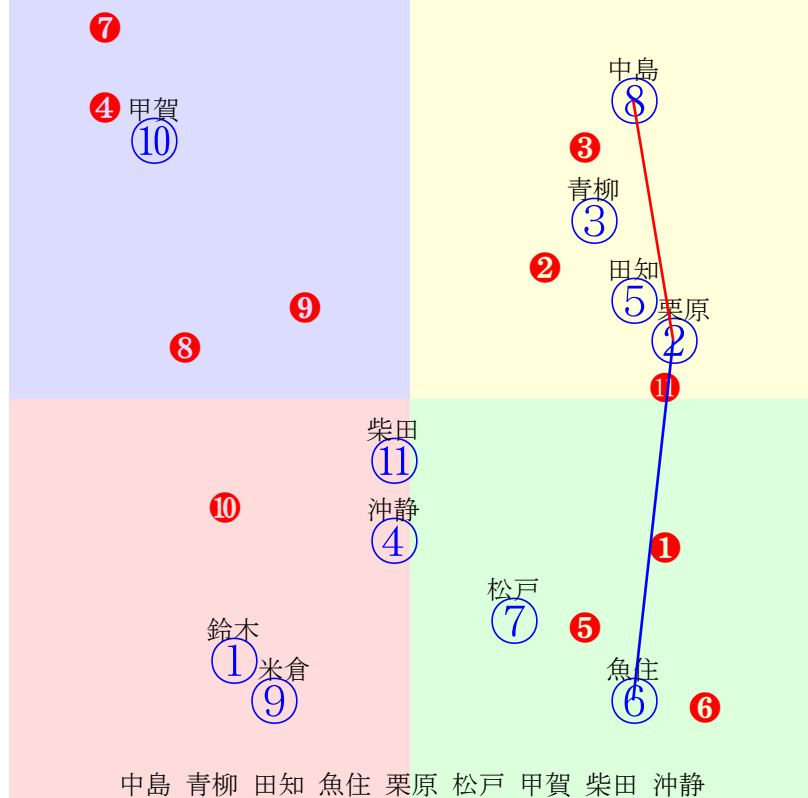 ❼
中島
⑧
❹
甲賀
⑩
❸
青柳
③
❷
田知
⑤
❾
栗原
②
❽
⓫
柴田
⑪
❿
沖静
④
❶
松戸
⑦
❺
鈴木
①
米倉
⑨
魚住
⑥
❻
中島 青柳 田知 魚住 栗原 松戸 甲賀 柴田 沖静